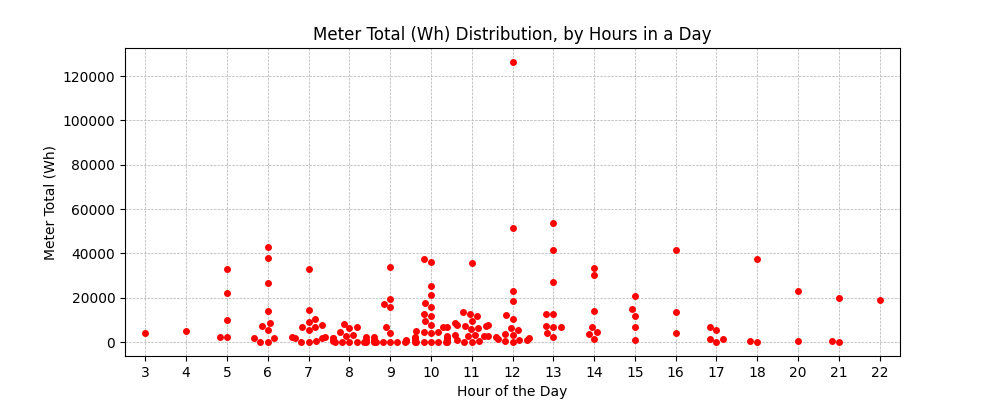 Meter Total (Wh) Distribution, by Hours in a Day
120000
100000
80000
60000
40000
20000
0
Meter Total (Wh)
3 4 5 6 7 8 9 10 11 12 13 14 15 16 17 18 20 21 22
Hour of the Day